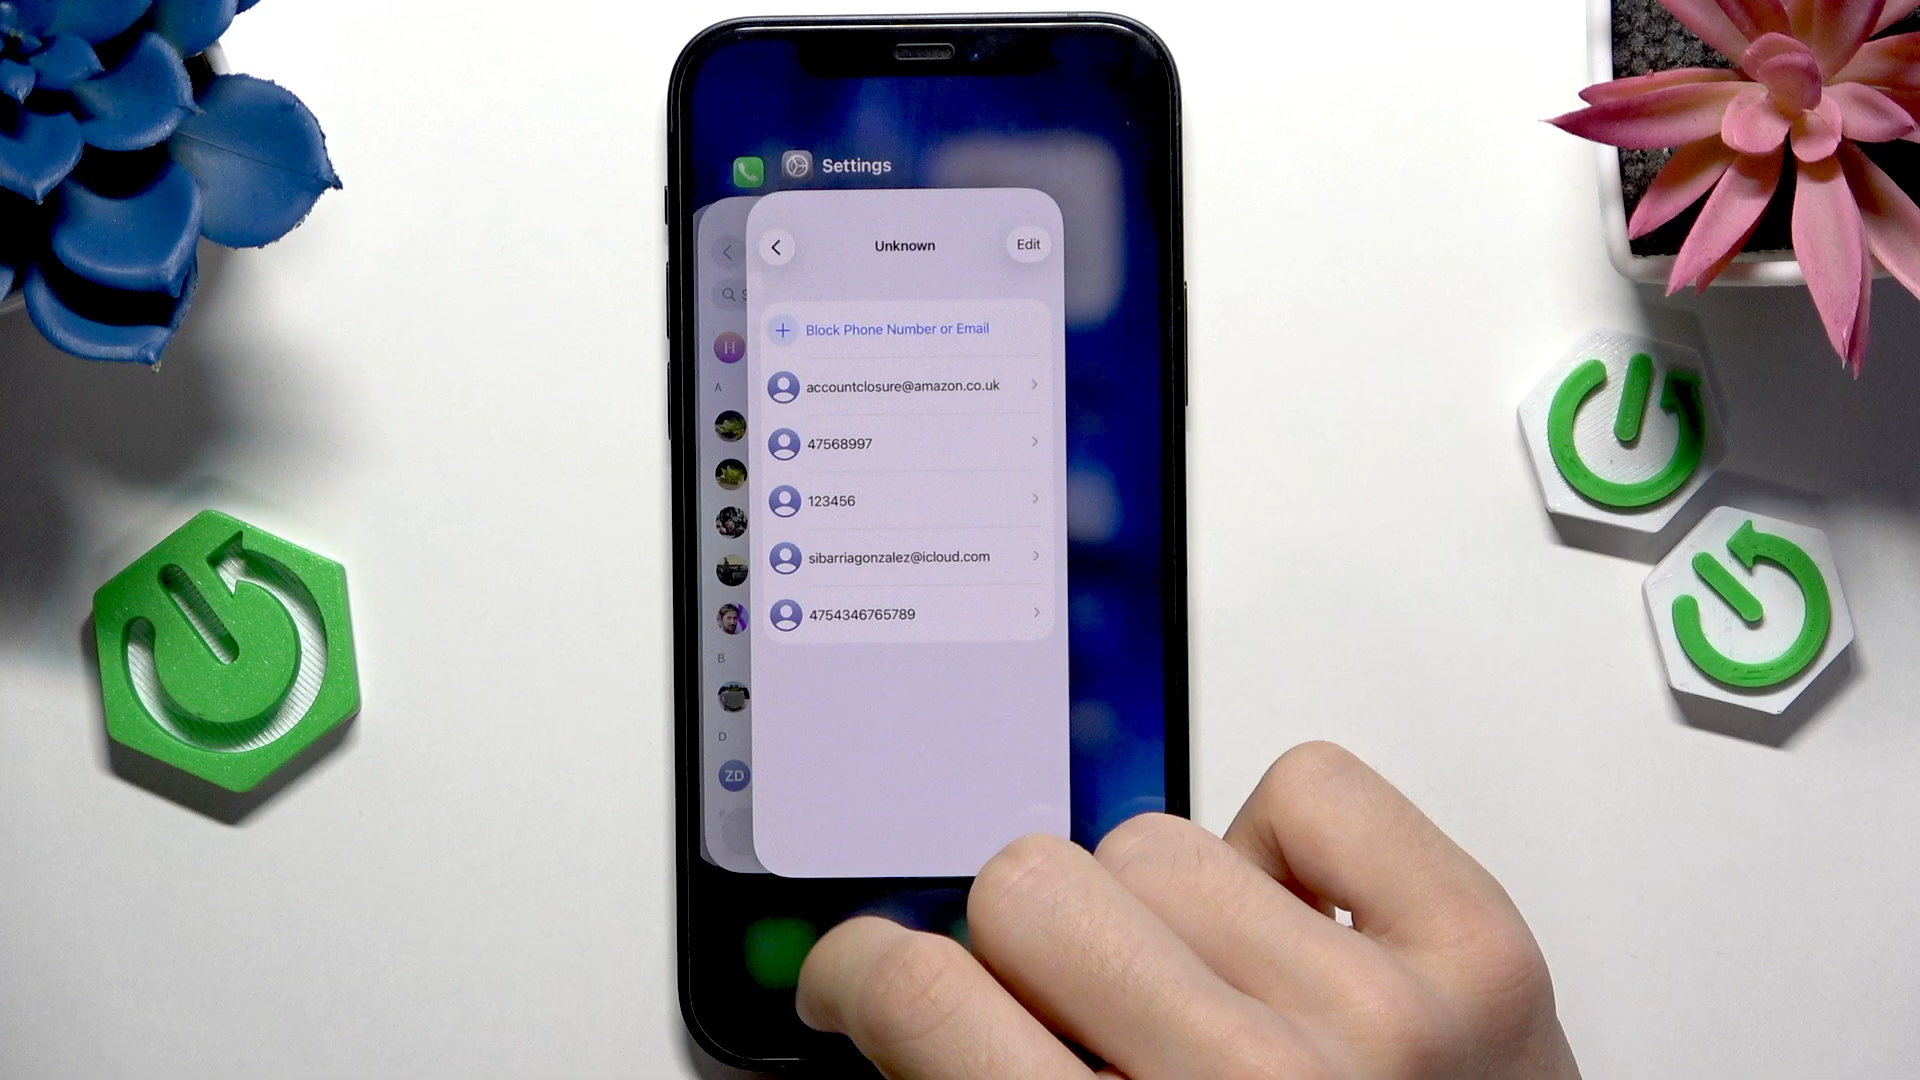 Settings
Unknown
Edit
S
Block Phone Number or Email
accountclosure@amazon.co.uk
H
A
47568997
123456
sibarriagonzalez@icloud.com
4754346765789
B
D
ZD